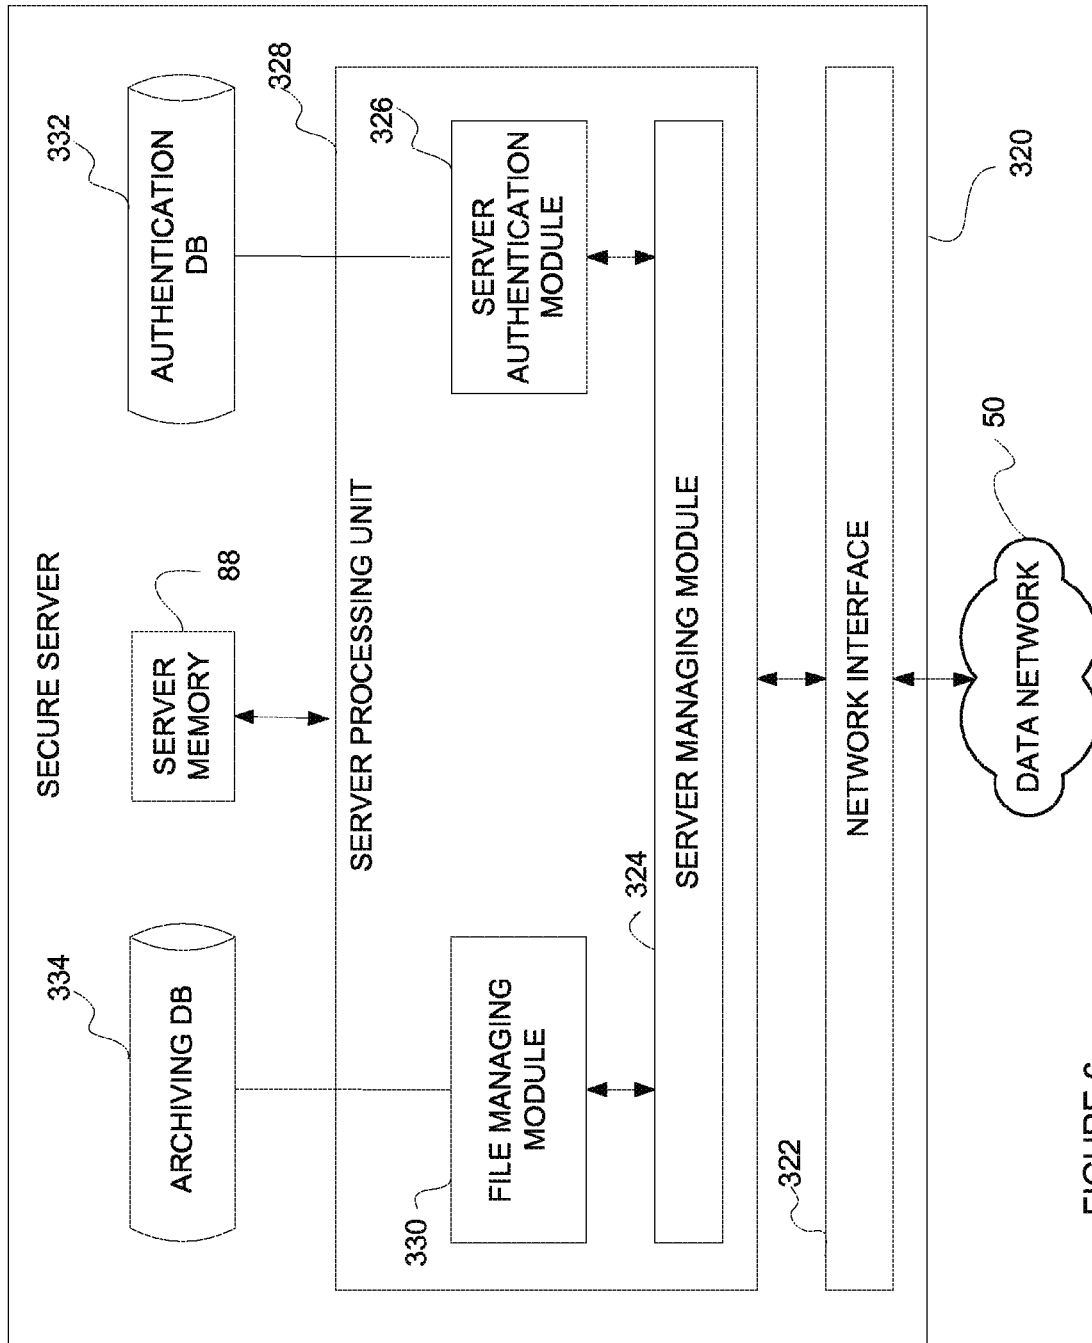 SECURE SERVER
334
332
ARCHIVING DB
SERVER
MEMORY
88
AUTHENTICATION
DB
328
SERVER PROCESSING UNIT
330
326
FILE MANAGING
MODULE
SERVER
AUTHENTICATION
MODULE
324
SERVER MANAGING MODULE
322
NETWORK INTERFACE
320
50
DATA NETWORK
FIGURE 6